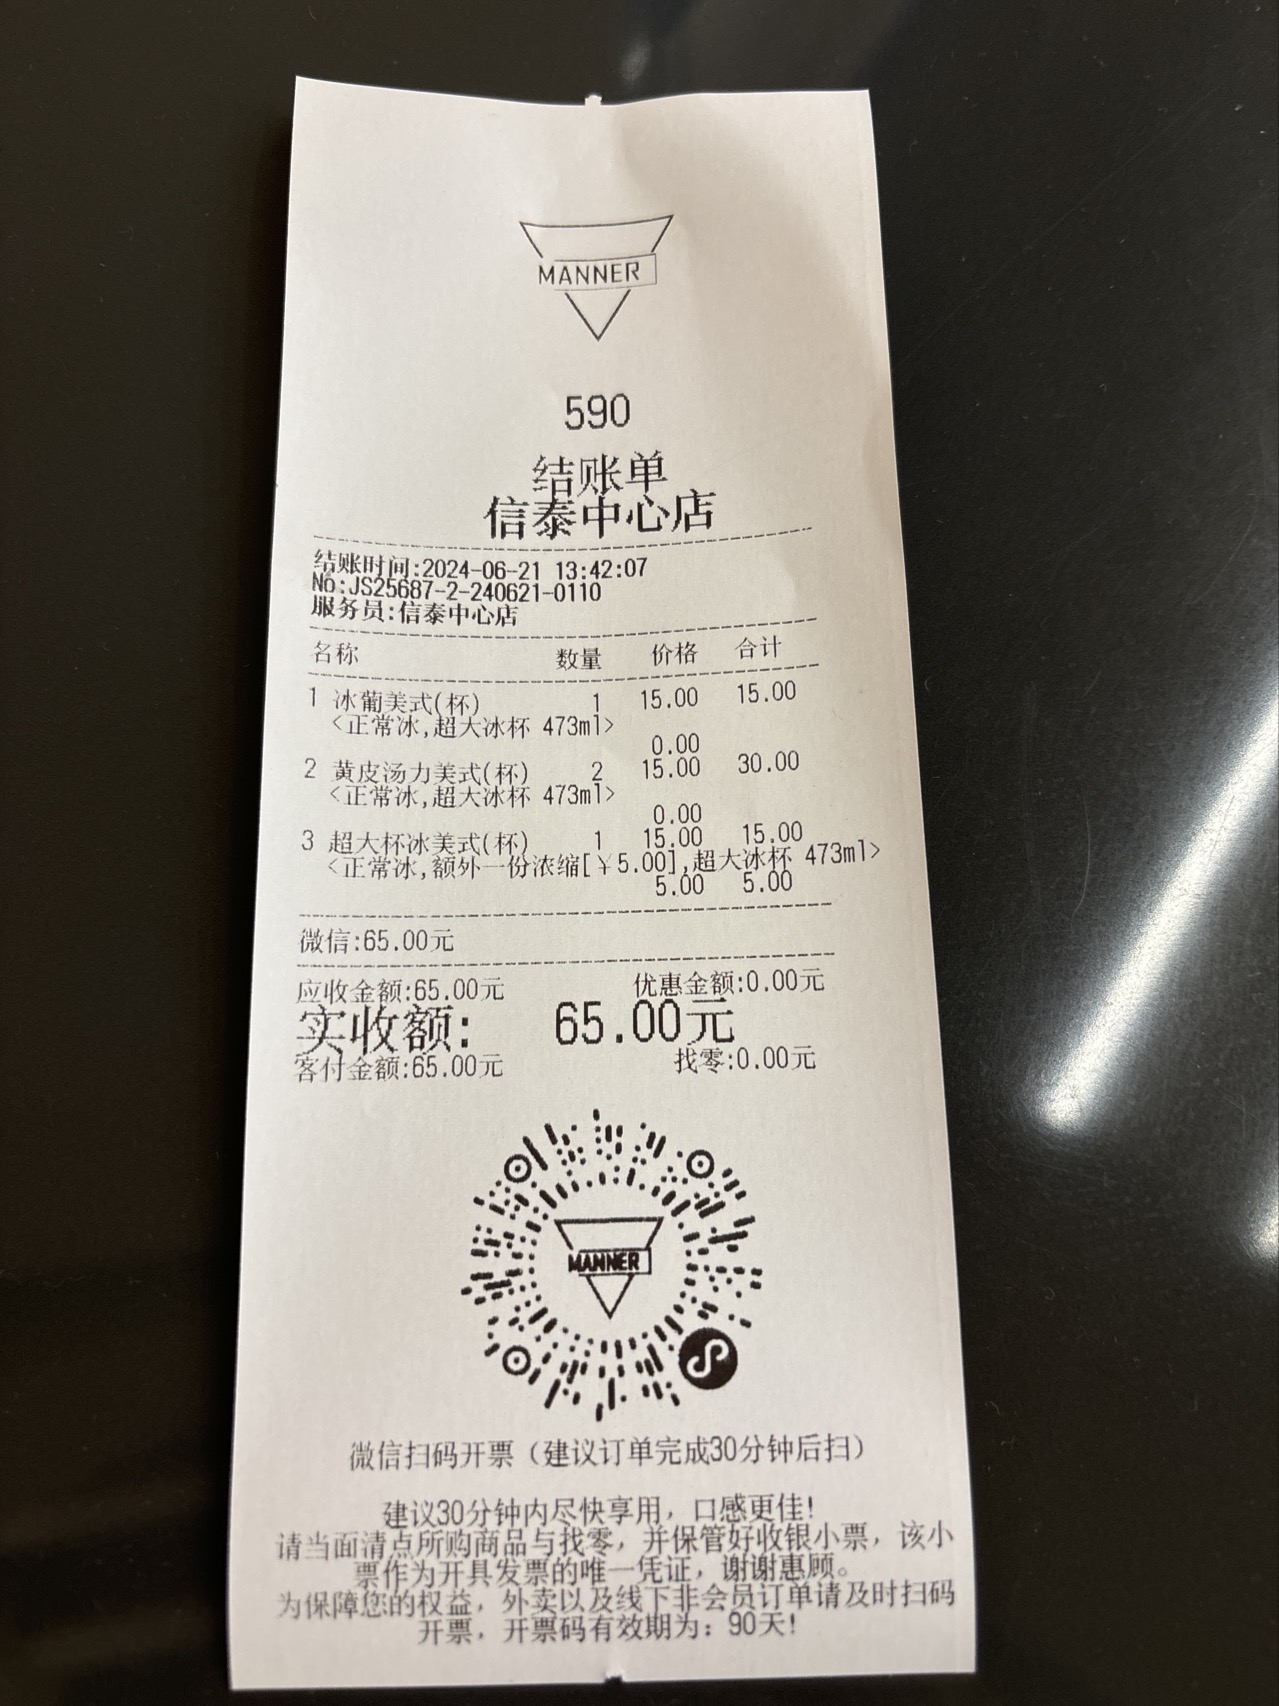 MANNER
590
结账单
信泰中心店
结账时间:2024-06-21 13:42:07
No:JS25687-2-240621-0110
服务员:信泰中心店
名称 数量 价格 合计
1 冰葡美式(杯) 1 15.00 15.00
<正常冰,超大冰杯 473ml>
0.00
2 黄皮汤力美式(杯) 2 15.00 30.00
<正常冰,超大冰杯 473ml>
0.00
3 超大杯冰美式(杯) 1 15.00 15.00
<正常冰,额外一份浓缩[￥5.00],超大冰杯 473ml>
5.00 5.00
微信:65.00元
应收金额:65.00元 优惠金额:0.00元
实收额: 65.00元
客付金额:65.00元 找零:0.00元
MANNER
微信扫码开票（建议订单完成30分钟后扫）
建议30分钟内尽快享用，口感更佳!
请当面清点所购商品与找零，并保管好收银小票，该小
票作为开具发票的唯一凭证，谢谢惠顾。
为保障您的权益，外卖以及线下非会员订单请及时扫码
开票，开票码有效期为：90天!